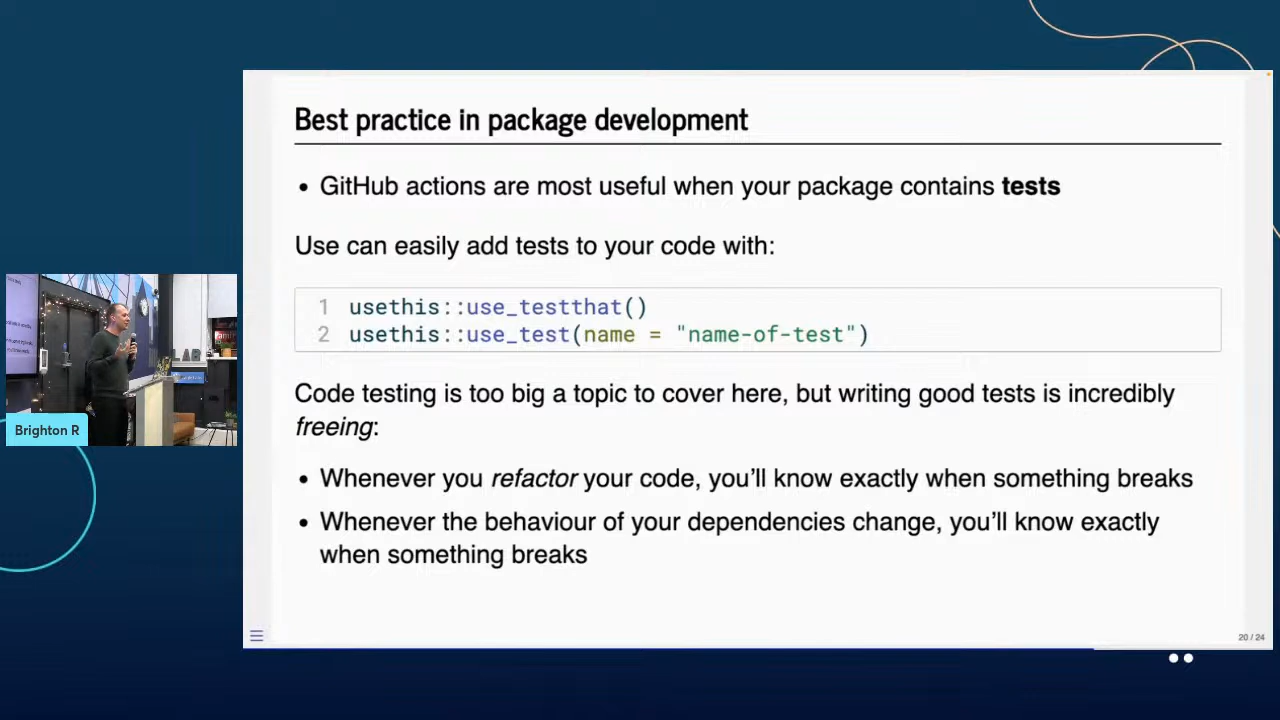 Best practice in package development
• GitHub actions are most useful when your package contains tests
Use can easily add tests to your code with:
1 usethis::use_testthat()
2 usethis::use_test(name = "name-of-test")
Code testing is too big a topic to cover here, but writing good tests is incredibly
freeing:
• Whenever you refactor your code, you’ll know exactly when something breaks
• Whenever the behaviour of your dependencies change, you’ll know exactly
when something breaks
Brighton R
20 / 24